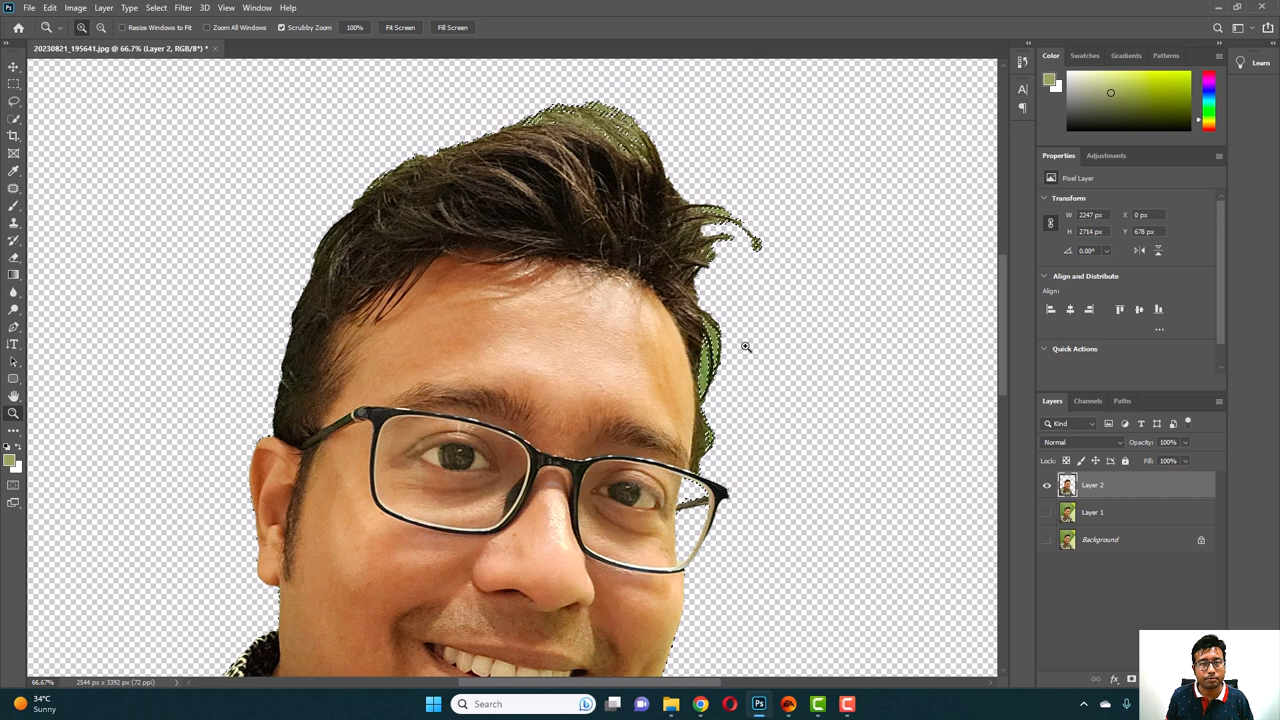 Ps File Edit Image Layer Type Select Filter 3D View Window Help
Resize Windows to Fit Zoom All Windows Scrubby Zoom 100% Fit Screen Fill Screen
20230821_195641.jpg @ 66.7% (Layer 2, RGB/8*) * ×
Color Swatches Gradients Patterns
Learn
Properties Adjustments
Pixel Layer
Transform
W 2247 px X 0 px
H 2714 px Y 678 px
0.00°
Align and Distribute
Align:
Quick Actions
Layers Channels Paths
Kind
Normal Opacity: 100%
Lock: Fill: 100%
Layer 2
Layer 1
Background
66.67% 2544 px x 3392 px (72 ppi)
fx
34°C
Sunny
Search
Ps